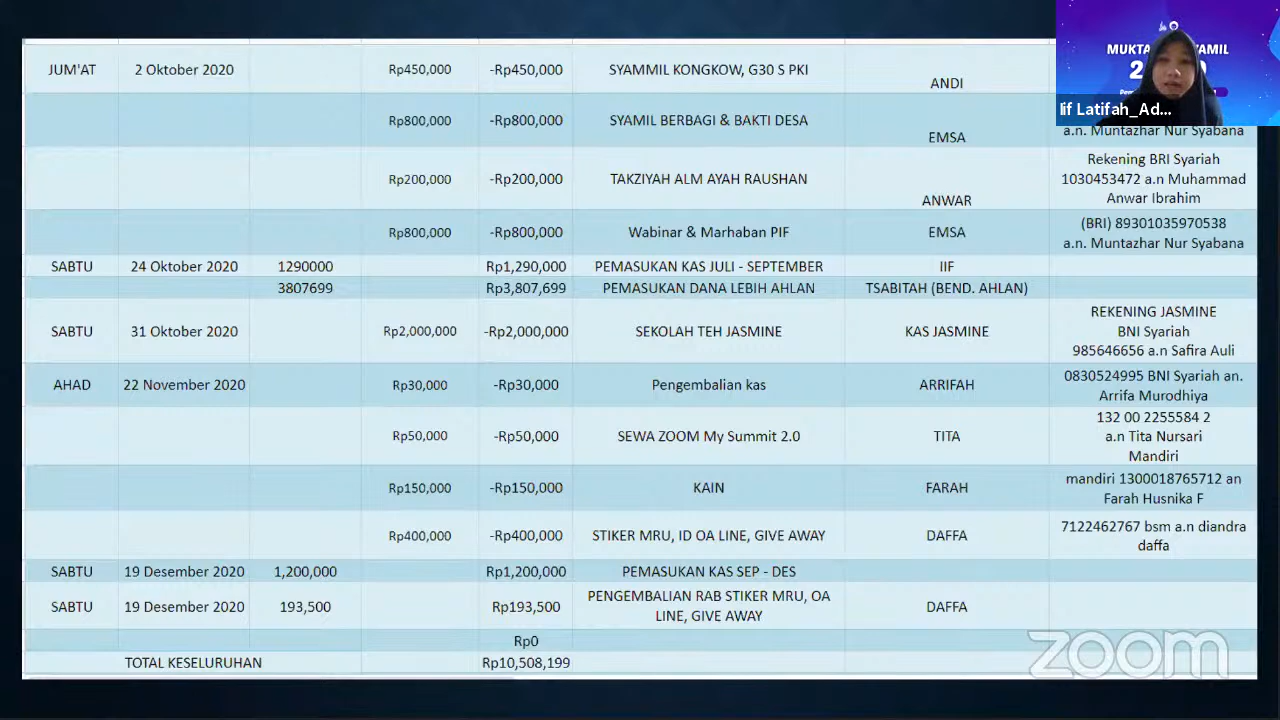 MUKTA
YAMIL
Iif Latifah_Ad...
JUM'AT 2 Oktober 2020 Rp450,000 -Rp450,000 SYAMMIL KONGKOW, G30 S PKI ANDI
Rp800,000 -Rp800,000 SYAMIL BERBAGI & BAKTI DESA EMSA
a.n. Muntazhar Nur Syabana
Rp200,000 -Rp200,000 TAKZIYAH ALM AYAH RAUSHAN ANWAR
Rekening BRI Syariah
1030453472 a.n Muhammad
Anwar Ibrahim
Rp800,000 -Rp800,000 Wabinar & Marhaban PIF EMSA
(BRI) 89301035970538
a.n. Muntazhar Nur Syabana
SABTU 24 Oktober 2020 1290000 Rp1,290,000 PEMASUKAN KAS JULI - SEPTEMBER IIF
3807699 Rp3,807,699 PEMASUKAN DANA LEBIH AHLAN TSABITAH (BEND. AHLAN)
SABTU 31 Oktober 2020 Rp2,000,000 -Rp2,000,000 SEKOLAH TEH JASMINE KAS JASMINE
REKENING JASMINE
BNI Syariah
985646656 a.n Safira Auli
AHAD 22 November 2020 Rp30,000 -Rp30,000 Pengembalian kas ARRIFAH
0830524995 BNI Syariah an.
Arrifa Murodhiya
Rp50,000 -Rp50,000 SEWA ZOOM My Summit 2.0 TITA
132 00 2255584 2
a.n Tita Nursari
Mandiri
Rp150,000 -Rp150,000 KAIN FARAH
mandiri 1300018765712 an
Farah Husnika F
Rp400,000 -Rp400,000 STIKER MRU, ID OA LINE, GIVE AWAY DAFFA
7122462767 bsm a.n diandra
daffa
SABTU 19 Desember 2020 1,200,000 Rp1,200,000 PEMASUKAN KAS SEP - DES
SABTU 19 Desember 2020 193,500 Rp193,500 PENGEMBALIAN RAB STIKER MRU, OA
LINE, GIVE AWAY DAFFA
Rp0
TOTAL KESELURUHAN Rp10,508,199
zoom